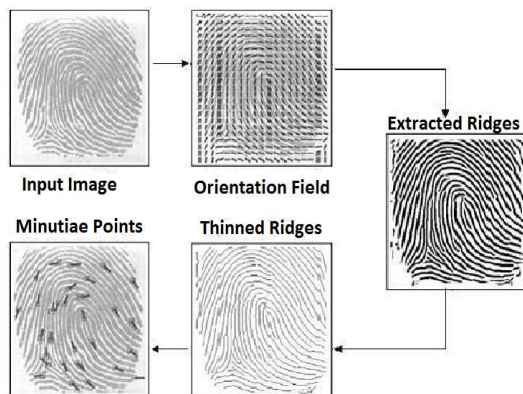 Input Image
Orientation Field
Extracted Ridges
Thinned Ridges
Minutiae Points